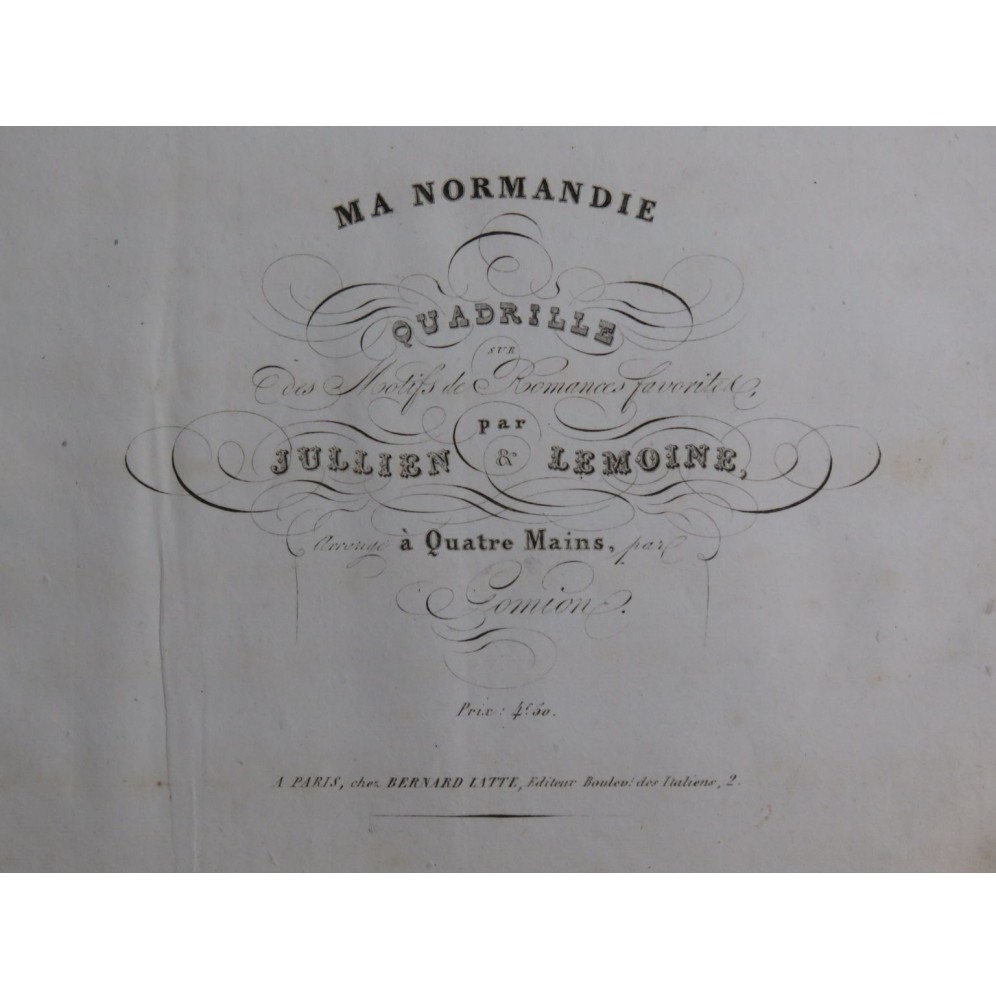 MA NORMANDIE
QUADRILLE
SUR
des Motifs de Romances favorites,
par
JULLIEN & LEMOINE,
Arrangé à Quatre Mains, par
Gomion.
Prix: 4f. 50.
A PARIS, chez BERNARD LATTE, Editeur Boulev! des Italiens, 2.